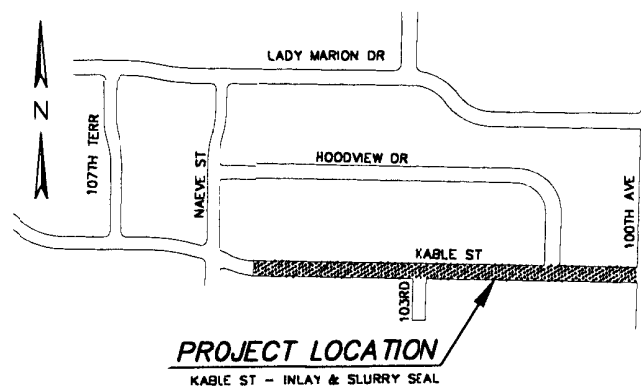 LADY MARION DR
N
107TH TERR
NAEVE ST
HOODVIEW DR
100TH AVE
KABLE ST
103RD
PROJECT LOCATION
KABLE ST - INLAY & SLURRY SEAL